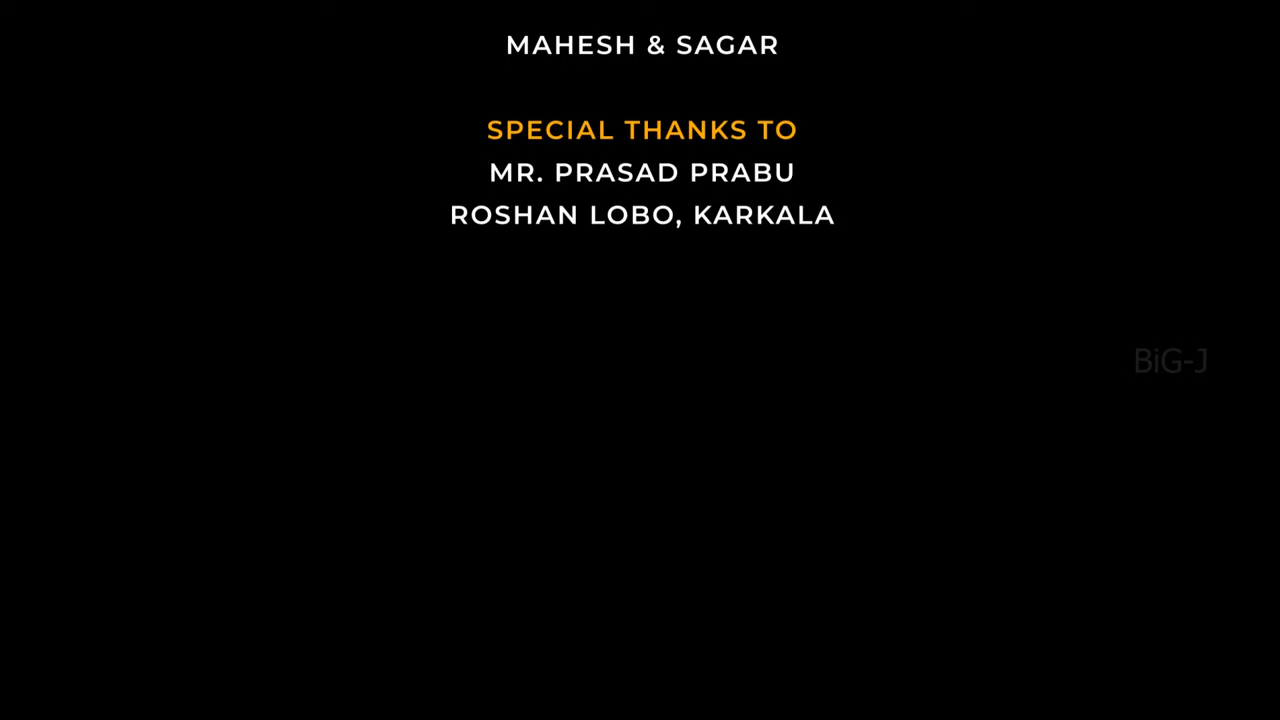 MAHESH & SAGAR
SPECIAL THANKS TO
MR. PRASAD PRABU
ROSHAN LOBO, KARKALA
BiG-J